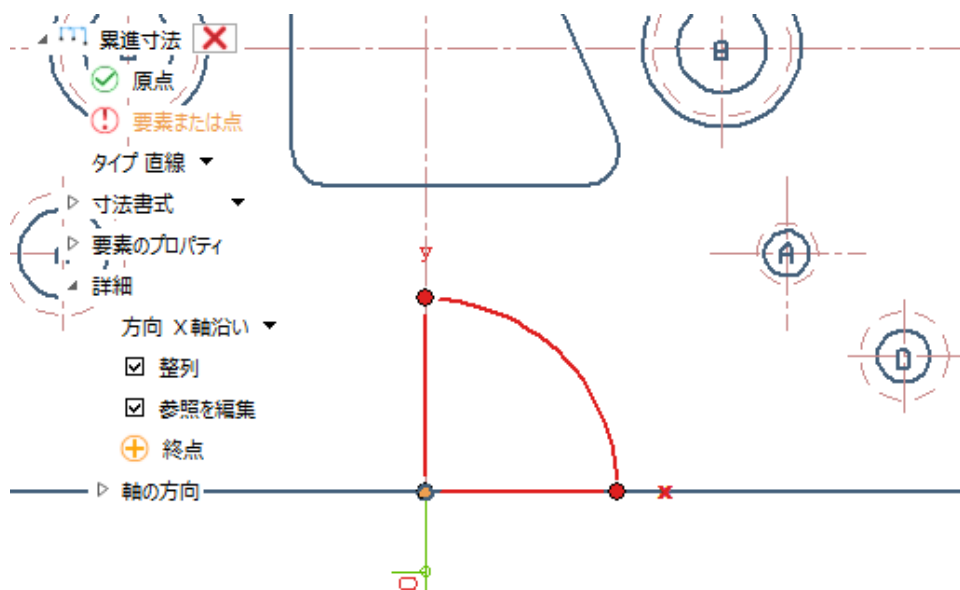 累進寸法
B
原点
要素または点
タイプ 直線
寸法書式
要素のプロパティ
y
A
詳細
方向 X軸沿い
整列
D
参照を編集
終点
軸の方向
x
0